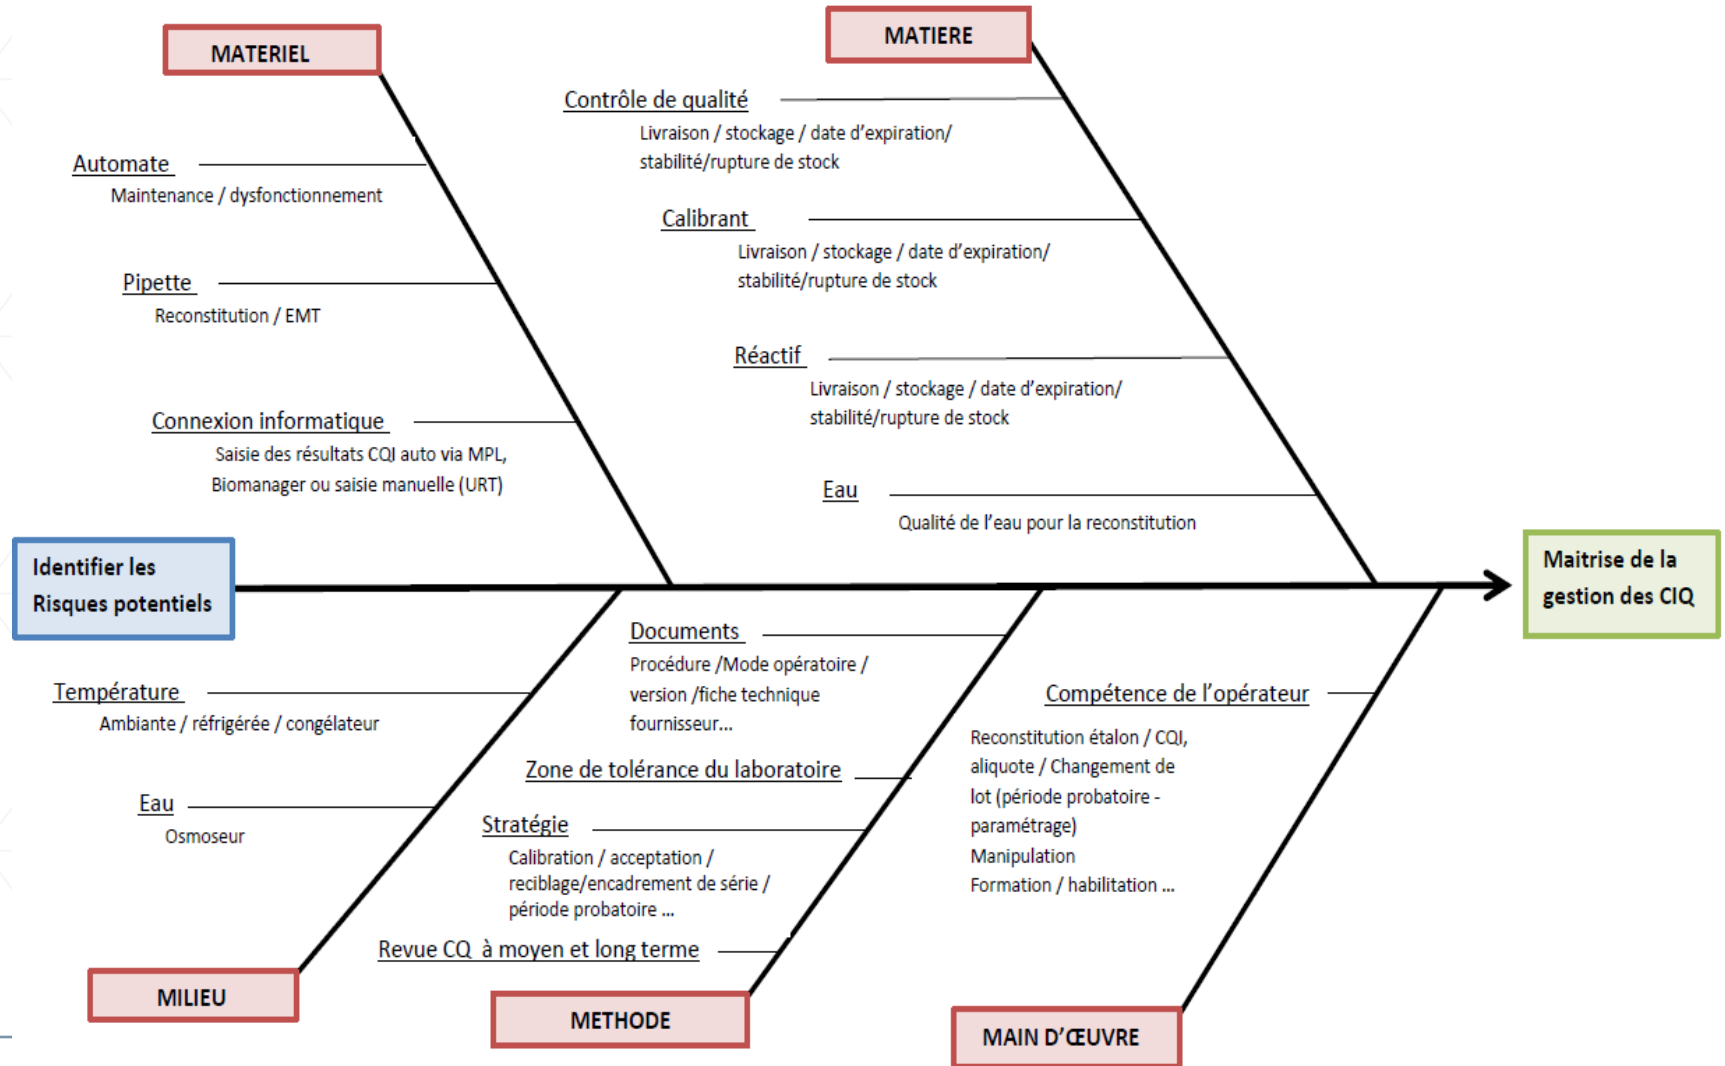 MATERIEL
Automate
Maintenance / dysfonctionnement
Pipette
Reconstitution / EMT
Connexion informatique
Saisie des résultats CQI auto via MPL,
Biomanager ou saisie manuelle (URT)
MATIERE
Contrôle de qualité
Livraison / stockage / date d’expiration/
stabilité/rupture de stock
Calibrant
Livraison / stockage / date d’expiration/
stabilité/rupture de stock
Réactif
Livraison / stockage / date d’expiration/
stabilité/rupture de stock
Eau
Qualité de l’eau pour la reconstitution
Identifier les
Risques potentiels
Maitrise de la
gestion des CIQ
Température
Ambiante / réfrigérée / congélateur
Eau
Osmoseur
MILIEU
Documents
Procédure /Mode opératoire /
version /fiche technique
fournisseur...
Zone de tolérance du laboratoire
Stratégie
Calibration / acceptation /
reciblage/encadrement de série /
période probatoire ...
Revue CQ à moyen et long terme
METHODE
Compétence de l’opérateur
Reconstitution étalon / CQI,
aliquote / Changement de
lot (période probatoire -
paramétrage)
Manipulation
Formation / habilitation ...
MAIN D’ŒUVRE